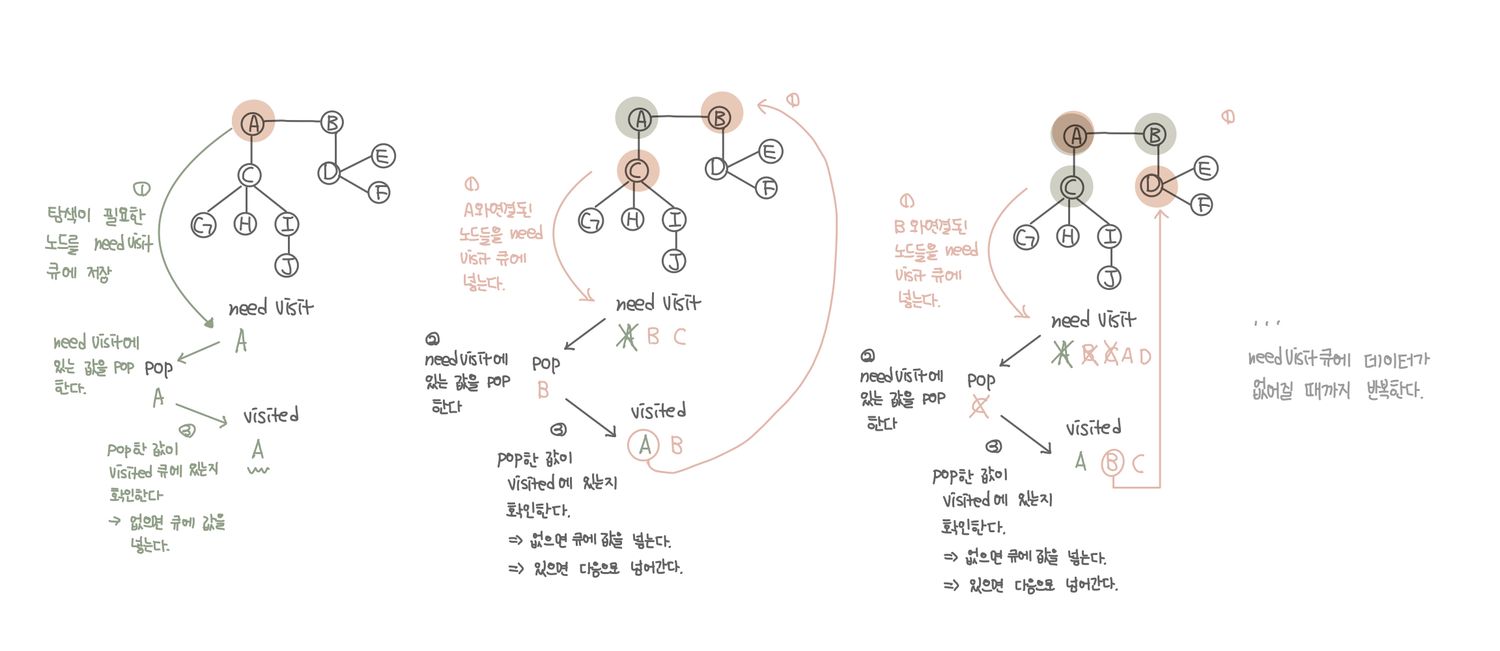 A
B
C
D
E
F
G
H
I
J
①
탐색이 필요한
노드를 need visit
큐에 저장
need visit
A
need visit에
있는 값을 POP
한다.
POP
A
visited
A
③
POP한 값이
visited 큐에 있는지
확인한다
→ 없으면 큐에 값을
넣는다.
①
A
B
C
D
E
F
G
H
I
J
①
A와연결된
노드들을 need
visit 큐에
넣는다.
need visit
A B C
②
need visit에
있는 값을 POP
한다
POP
B
visited
A B
③
POP한 값이
visited에 있는지
확인한다.
=> 없으면 큐에 값을 넣는다.
=> 있으면 다음으로 넘어간다.
①
A
B
C
D
E
F
G
H
I
J
①
B와연결된
노드들을 need
visit 큐에
넣는다.
need visit
A B C A D
②
need visit에
있는 값을 POP
한다
POP
C
visited
A B C
③
POP한 값이
visited에 있는지
확인한다.
=> 없으면 큐에 값을 넣는다.
=> 있으면 다음으로 넘어간다.
...
need visit 큐에 데이터가
없어질 때까지 반복한다.